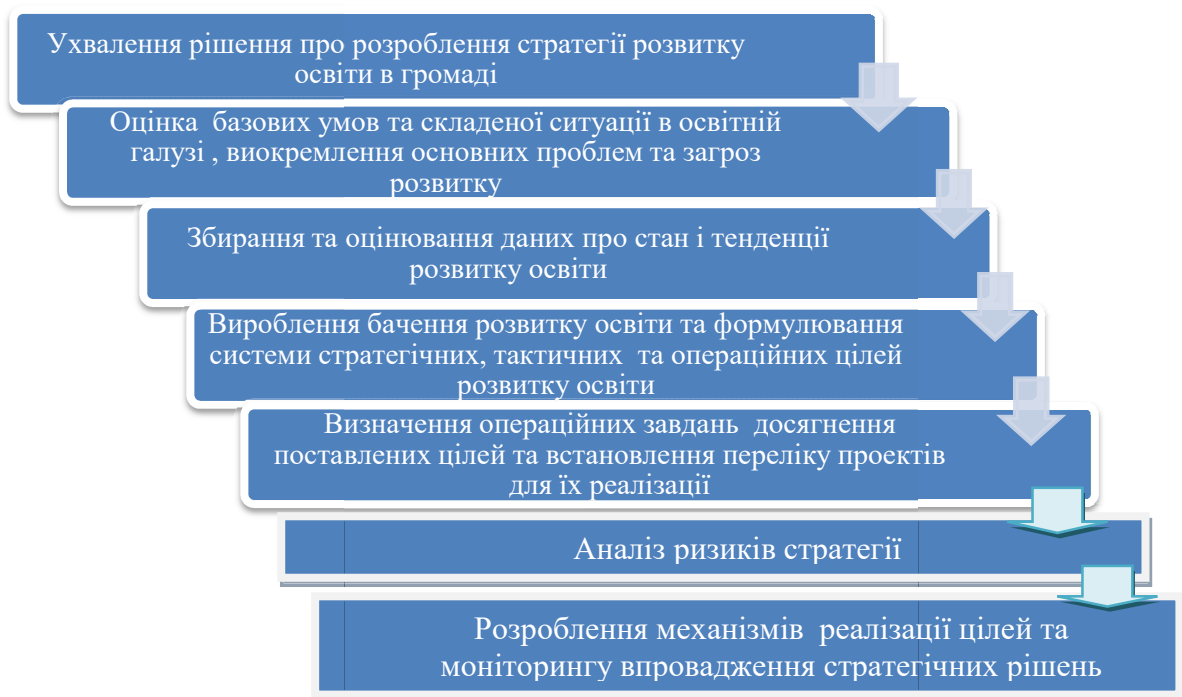 Ухвалення рішення про розроблення стратегії розвитку
освіти в громаді
Оцінка базових умов та складеної ситуації в освітній
галузі , виокремлення основних проблем та загроз
розвитку
Збирання та оцінювання даних про стан і тенденції
розвитку освіти
Вироблення бачення розвитку освіти та формулювання
системи стратегічних, тактичних та операційних цілей
розвитку освіти
Визначення операційних завдань досягнення
поставлених цілей та встановлення переліку проектів
для їх реалізації
Аналіз ризиків стратегії
Розроблення механізмів реалізації цілей та
моніторингу впровадження стратегічних рішень